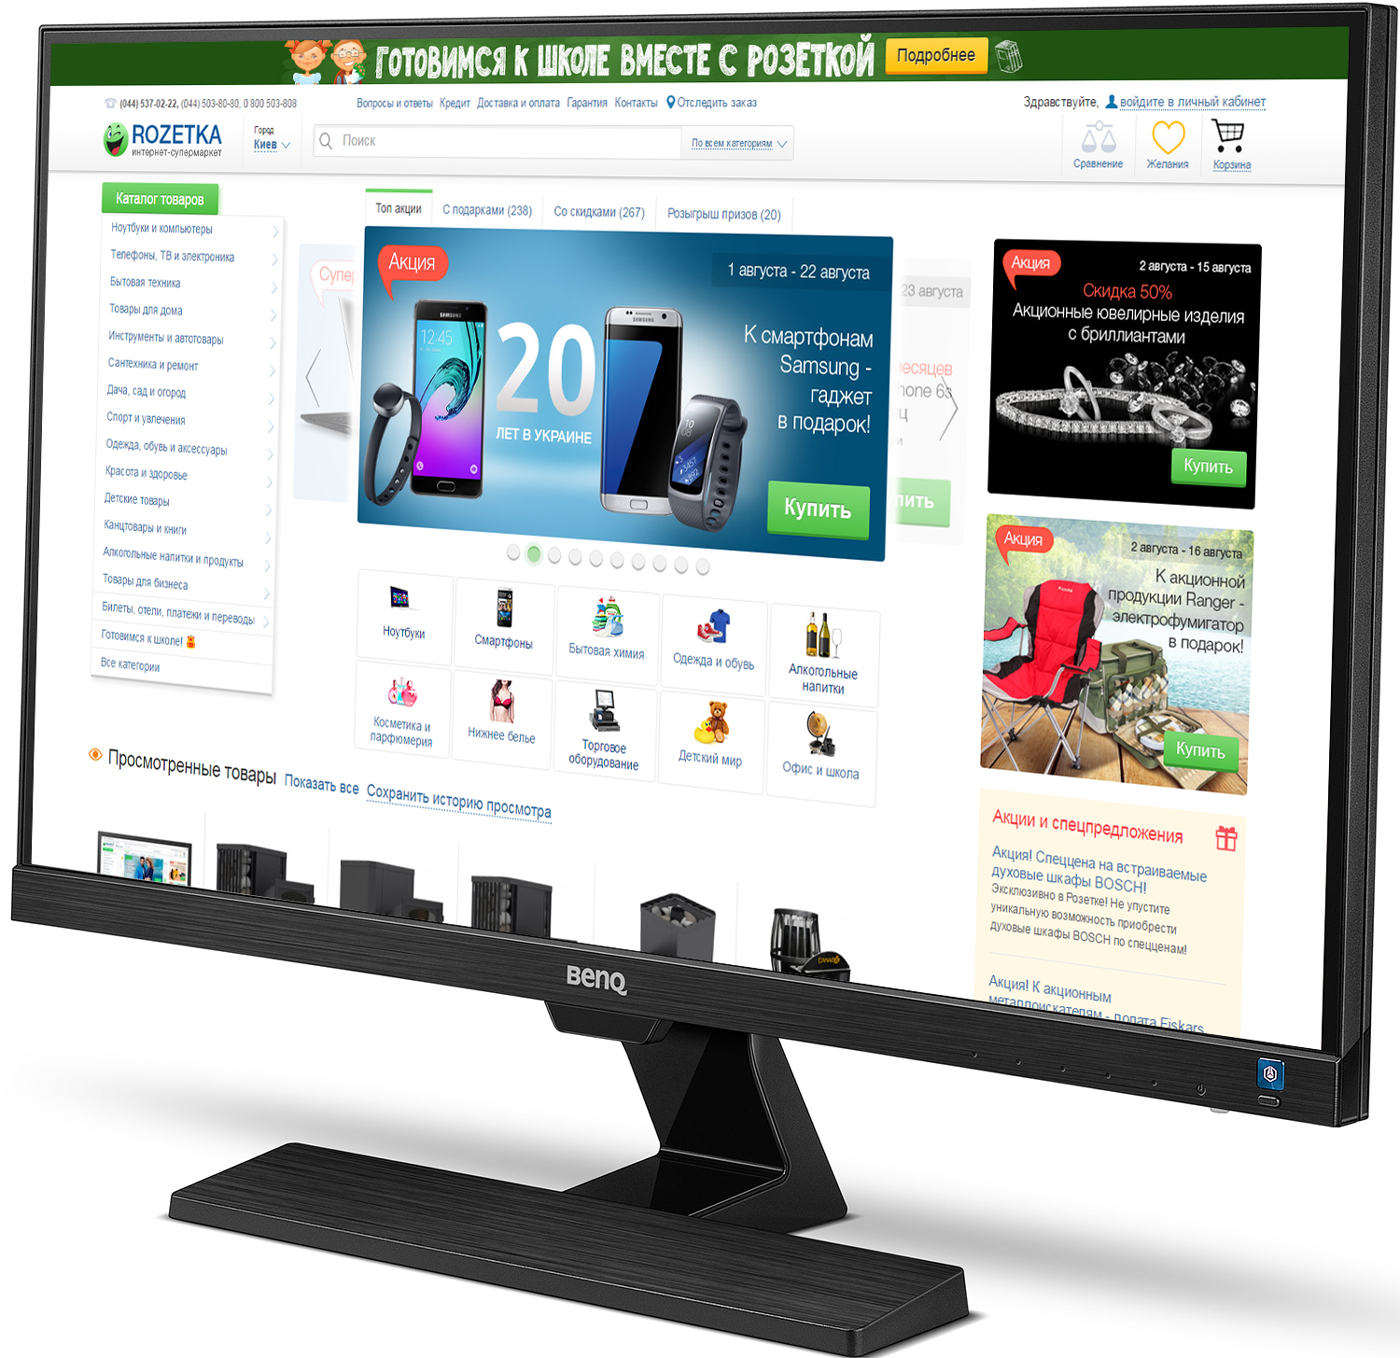 ГОТОВИМСЯ К ШКОЛЕ ВМЕСТЕ С РОЗЕТКОЙ
Подробнее
(044) 537-02-22, (044) 503-80-80, 0 800 503-808
Вопросы и ответы Кредит Доставка и оплата Гарантия Контакты Отследить заказ
Здравствуйте, войдите в личный кабинет
ROZETKA
интернет-супермаркет
Город
Киев
Поиск
По всем категориям
Сравнение
Желания
Корзина
Каталог товаров
Ноутбуки и компьютеры
Телефоны, ТВ и электроника
Бытовая техника
Товары для дома
Инструменты и автотовары
Сантехника и ремонт
Дача, сад и огород
Спорт и увлечения
Одежда, обувь и аксессуары
Красота и здоровье
Детские товары
Канцтовары и книги
Алкогольные напитки и продукты
Товары для бизнеса
Билеты, отели, платежи и переводы
Готовимся к школе!
Все категории
Топ акции
С подарками (238)
Со скидками (267)
Розыгрыш призов (20)
Акция
1 августа - 22 августа
SAMSUNG
12:45
20
ЛЕТ В УКРАИНЕ
SAMSUNG
К смартфонам
Samsung -
гаджет
в подарок!
Купить
23 августа
Акция
2 августа - 15 августа
Скидка 50%
Акционные ювелирные изделия
с бриллиантами
Купить
Акция
2 августа - 16 августа
К акционной
продукции Ranger -
электрофумигатор
в подарок!
Купить
Ноутбуки
Смартфоны
Бытовая химия
Одежда и обувь
Алкогольные
напитки
Косметика и
парфюмерия
Нижнее белье
Торговое
оборудование
Детский мир
Офис и школа
Просмотренные товары Показать все Сохранить историю просмотра
Акции и спецпредложения
Акция! Спеццена на встраиваемые
духовые шкафы BOSCH!
Эксклюзивно в Розетке! Не упустите
уникальную возможность приобрести
духовые шкафы BOSCH по спецценам!
Акция! К акционным
металлоискателям - лопата Fiskars
BenQ